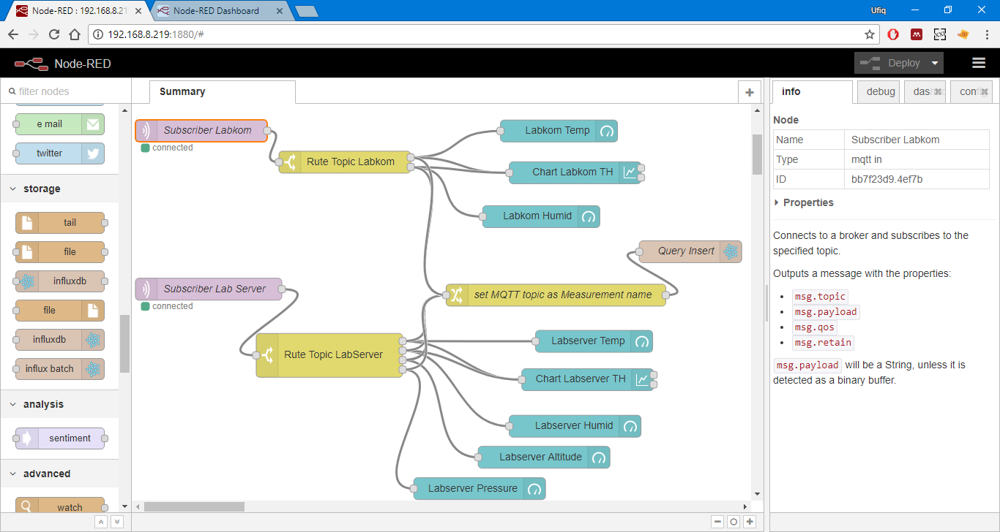 Node-RED : 192.168.8.21
Node-RED Dashboard
Ufiq
192.168.8.219:1880/#
Node-RED
Deploy
filter nodes
e mail
twitter
storage
tail
file
influxdb
file
influxdb
influx batch
analysis
sentiment
advanced
watch
Summary
Subscriber Labkom
connected
Rute Topic Labkom
Labkom Temp
Chart Labkom TH
Labkom Humid
Query Insert
Subscriber Lab Server
connected
set MQTT topic as Measurement name
Rute Topic LabServer
Labserver Temp
Chart Labserver TH
Labserver Humid
Labserver Altitude
Labserver Pressure
info
debug
dashbo
config
Node
Name Subscriber Labkom
Type mqtt in
ID bb7f23d9.4ef7b
Properties
Connects to a broker and subscribes to the
specified topic.
Outputs a message with the properties:
• msg.topic
• msg.payload
• msg.qos
• msg.retain
msg.payload will be a String, unless it is
detected as a binary buffer.